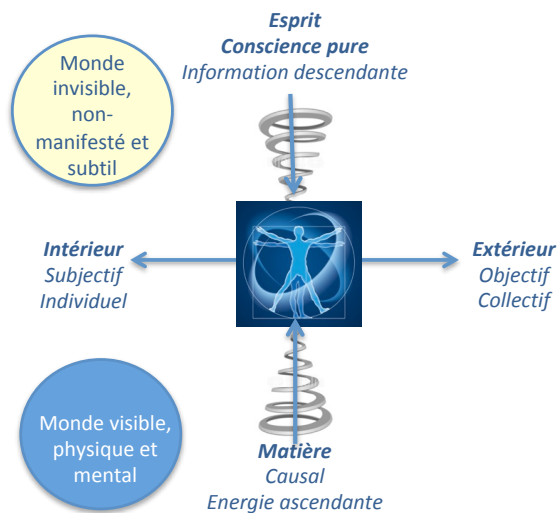 Esprit
Conscience pure
Information descendante
Monde
invisible,
non-
manifesté et
subtil
Intérieur
Subjectif
Individuel
Extérieur
Objectif
Collectif
Monde visible,
physique et
mental
Matière
Causal
Energie ascendante